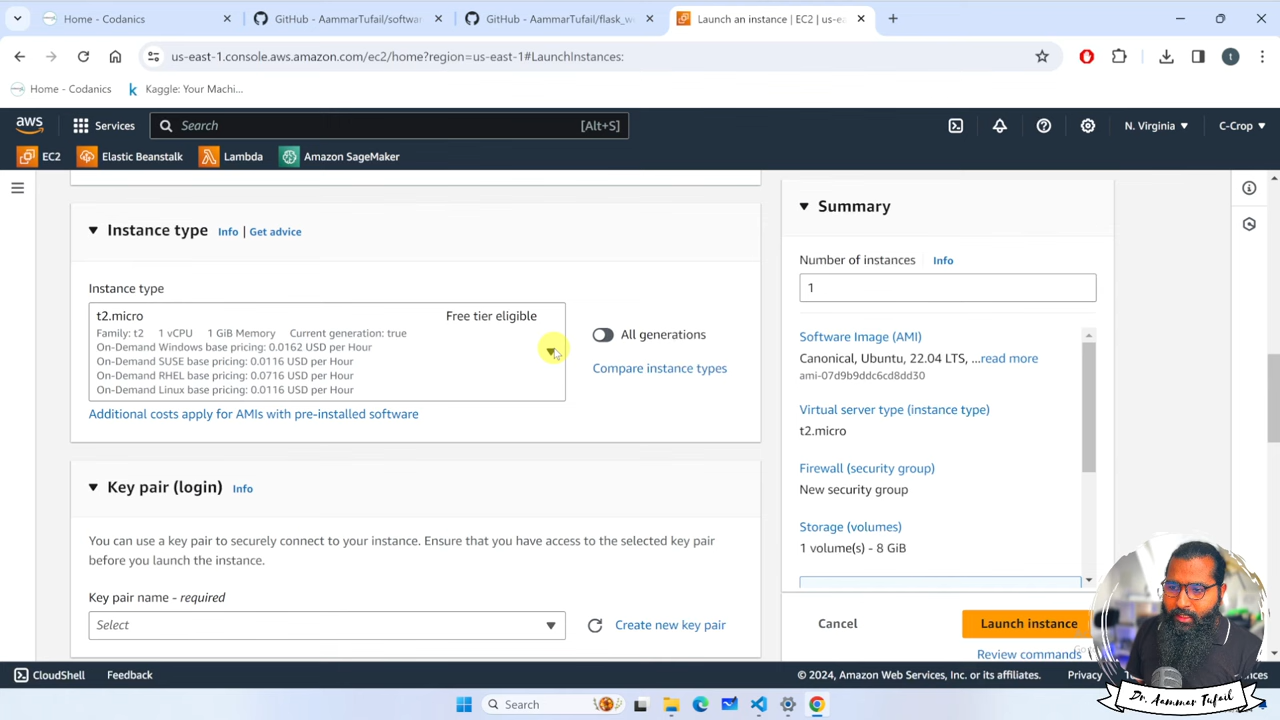 Home - Codanics
GitHub - AammarTufail/softwar
GitHub - AammarTufail/flask_w
Launch an instance | EC2 | us-ea
us-east-1.console.aws.amazon.com/ec2/home?region=us-east-1#LaunchInstances:
t
Home - Codanics
Kaggle: Your Machi...
aws
Services
Search
[Alt+S]
N. Virginia
C-Crop
EC2
Elastic Beanstalk
Lambda
Amazon SageMaker
Instance type
Info | Get advice
Instance type
t2.micro
Free tier eligible
Family: t2 1 vCPU 1 GiB Memory Current generation: true
On-Demand Windows base pricing: 0.0162 USD per Hour
On-Demand SUSE base pricing: 0.0116 USD per Hour
On-Demand RHEL base pricing: 0.0716 USD per Hour
On-Demand Linux base pricing: 0.0116 USD per Hour
All generations
Compare instance types
Additional costs apply for AMIs with pre-installed software
Key pair (login)
Info
You can use a key pair to securely connect to your instance. Ensure that you have access to the selected key pair
before you launch the instance.
Key pair name - required
Select
Create new key pair
Summary
Number of instances
Info
1
Software Image (AMI)
Canonical, Ubuntu, 22.04 LTS, ...read more
ami-07d9b9ddc6cd8dd30
Virtual server type (instance type)
t2.micro
Firewall (security group)
New security group
Storage (volumes)
1 volume(s) - 8 GiB
Cancel
Launch instance
Review commands
CloudShell
Feedback
© 2024, Amazon Web Services, Inc. or its affiliates.
Privacy
Search
Dr. Aammar Tufail